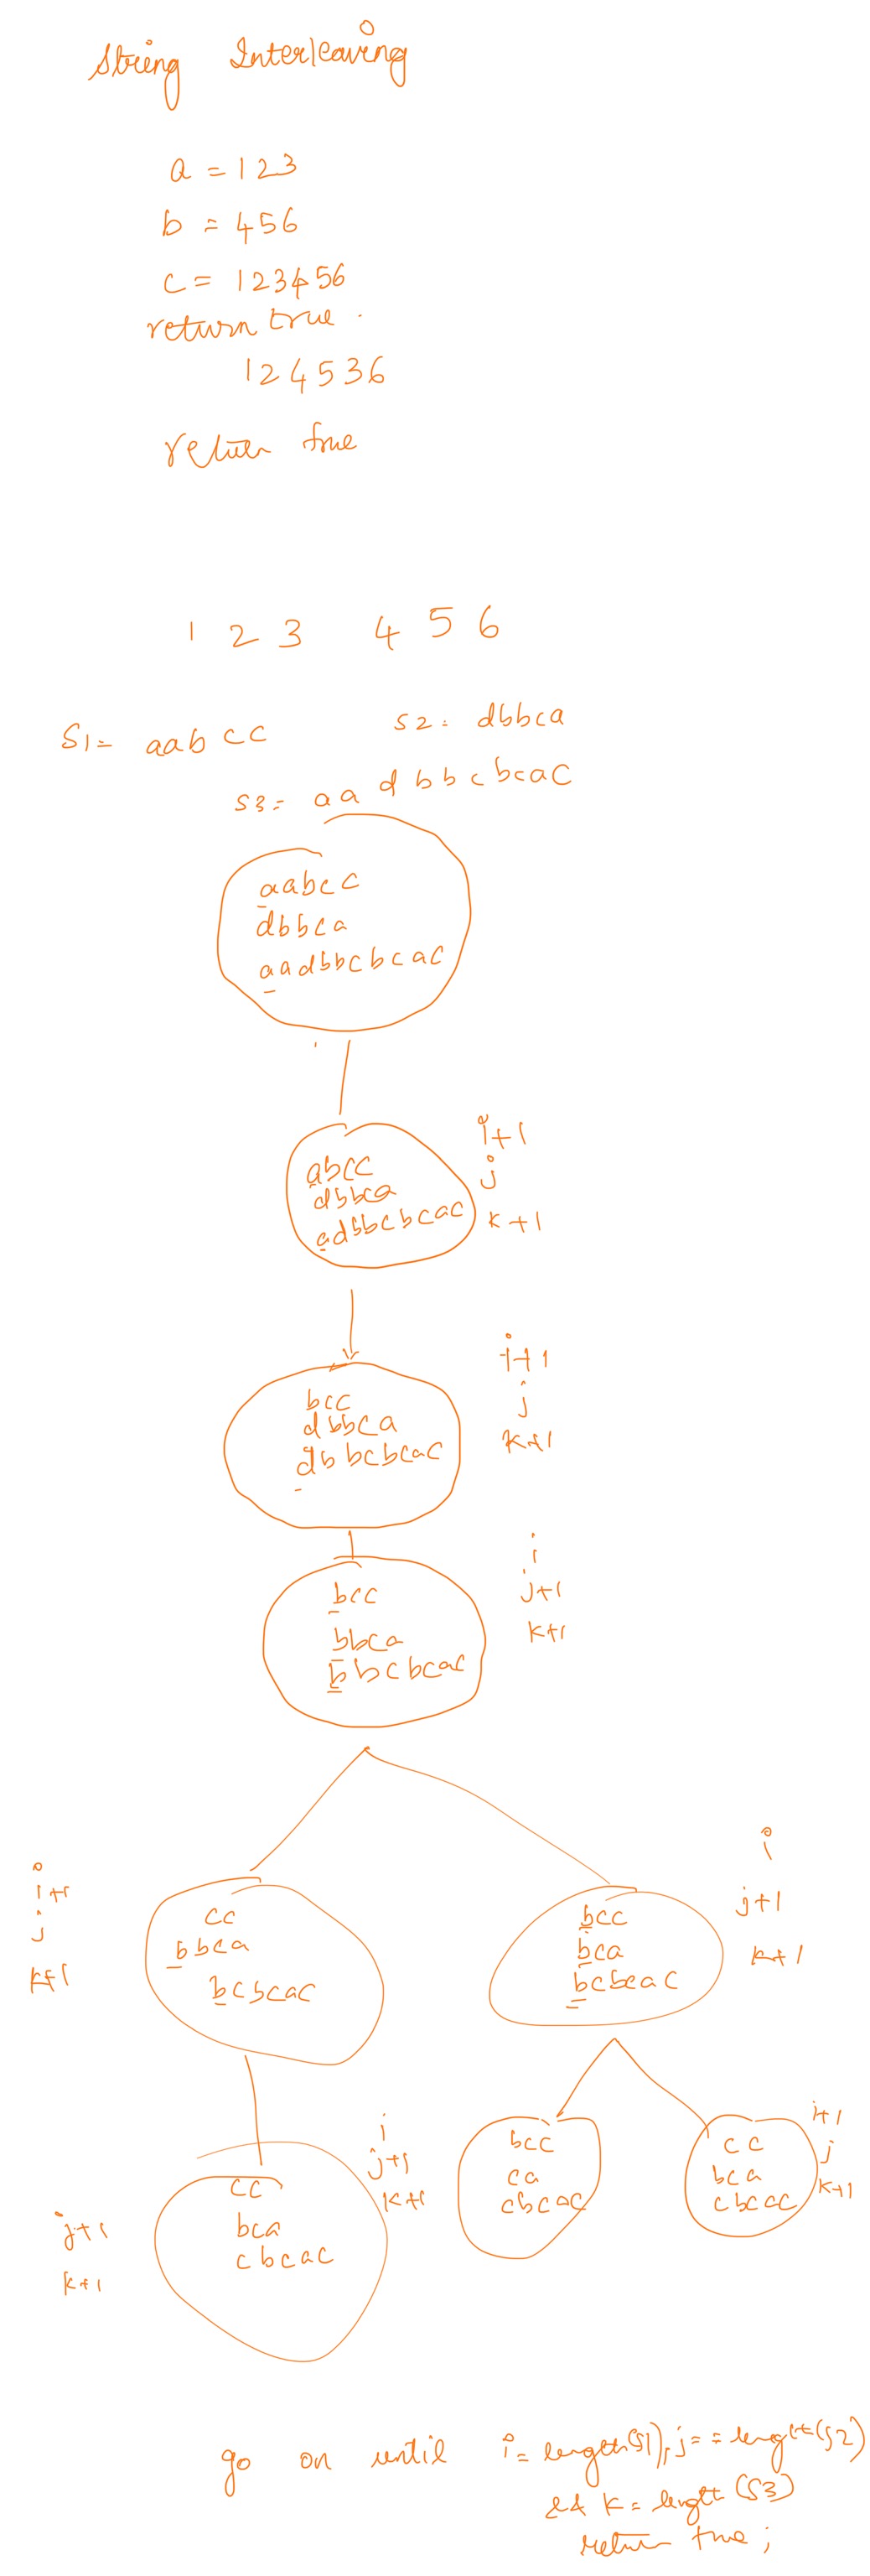 String Interleaving
a = 123
b = 456
c = 123456
return true.
124536
return true
1 2 3 4 5 6
S1= aabcc S2= dbbca
S3= aadbbcbcac
aabcc
dbbca
aadbbcbcac
abcc
dbbca
adbbcbcac
i+1
j
k+1
bcc
dbbca
dbbcbcac
i+1
j
k+1
bcc
bbca
bbcbcac
i
j+1
k+1
i+1
j
k+1
cc
bbca
bcbcac
bcc
bca
bcbcac
i
j+1
k+1
j+1
k+1
cc
bca
cbcac
i
j+1
k+1
bcc
ca
cbcac
cc
bca
cbcac
i+1
j
k+1
go on until i= length(S1), j== length(S2)
&& k= length(S3)
return true;